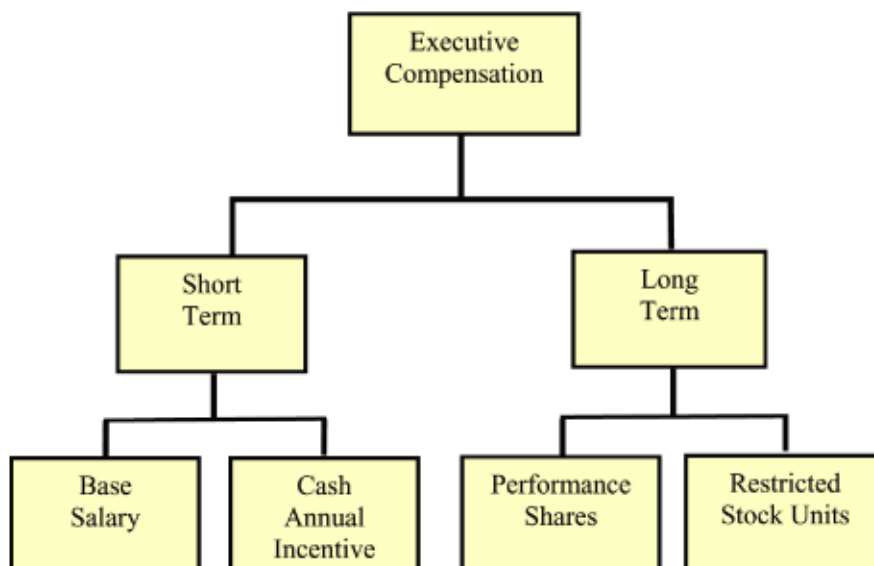 Executive
Compensation
Short
Term
Long
Term
Base
Salary
Cash
Annual
Incentive
Performance
Shares
Restricted
Stock Units